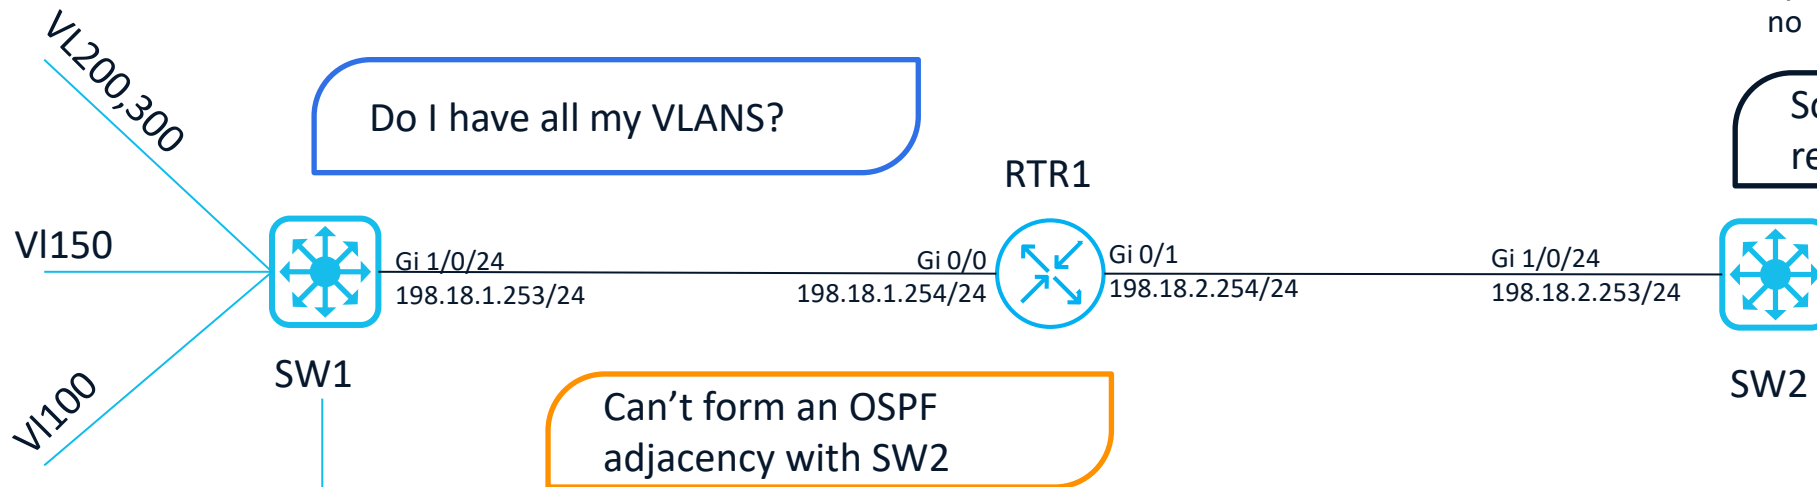 no
VL200,300
Do I have all my VLANS?
RTR1
Vl150
Gi 1/0/24
198.18.1.253/24
Gi 0/0
198.18.1.254/24
Gi 0/1
198.18.2.254/24
Gi 1/0/24
198.18.2.253/24
SW1
SW2
Vl100
Can’t form an OSPF
adjacency with SW2